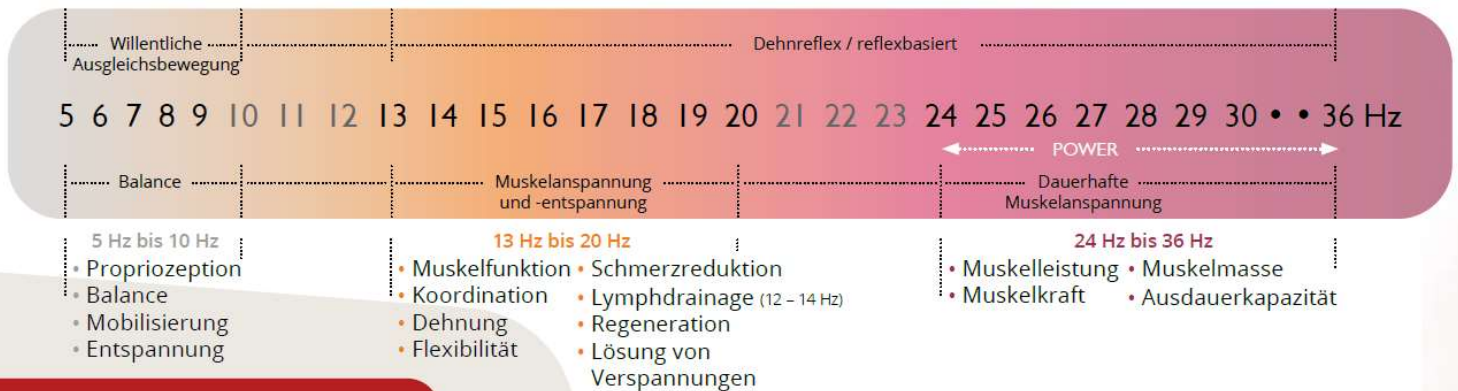 Willentliche
Ausgleichsbewegung
Dehnreflex / reflexbasiert
5 6 7 8 9 10 11 12 13 14 15 16 17 18 19 20 21 22 23 24 25 26 27 28 29 30 • • 36 Hz
POWER
Balance
Muskelanspannung
und -entspannung
Dauerhafte
Muskelanspannung
5 Hz bis 10 Hz
• Propriozeption
• Balance
• Mobilisierung
• Entspannung
13 Hz bis 20 Hz
• Muskelfunktion
• Koordination
• Dehnung
• Flexibilität
• Schmerzreduktion
• Lymphdrainage (12 – 14 Hz)
• Regeneration
• Lösung von
Verspannungen
24 Hz bis 36 Hz
• Muskelleistung
• Muskelkraft
• Muskelmasse
• Ausdauerkapazität